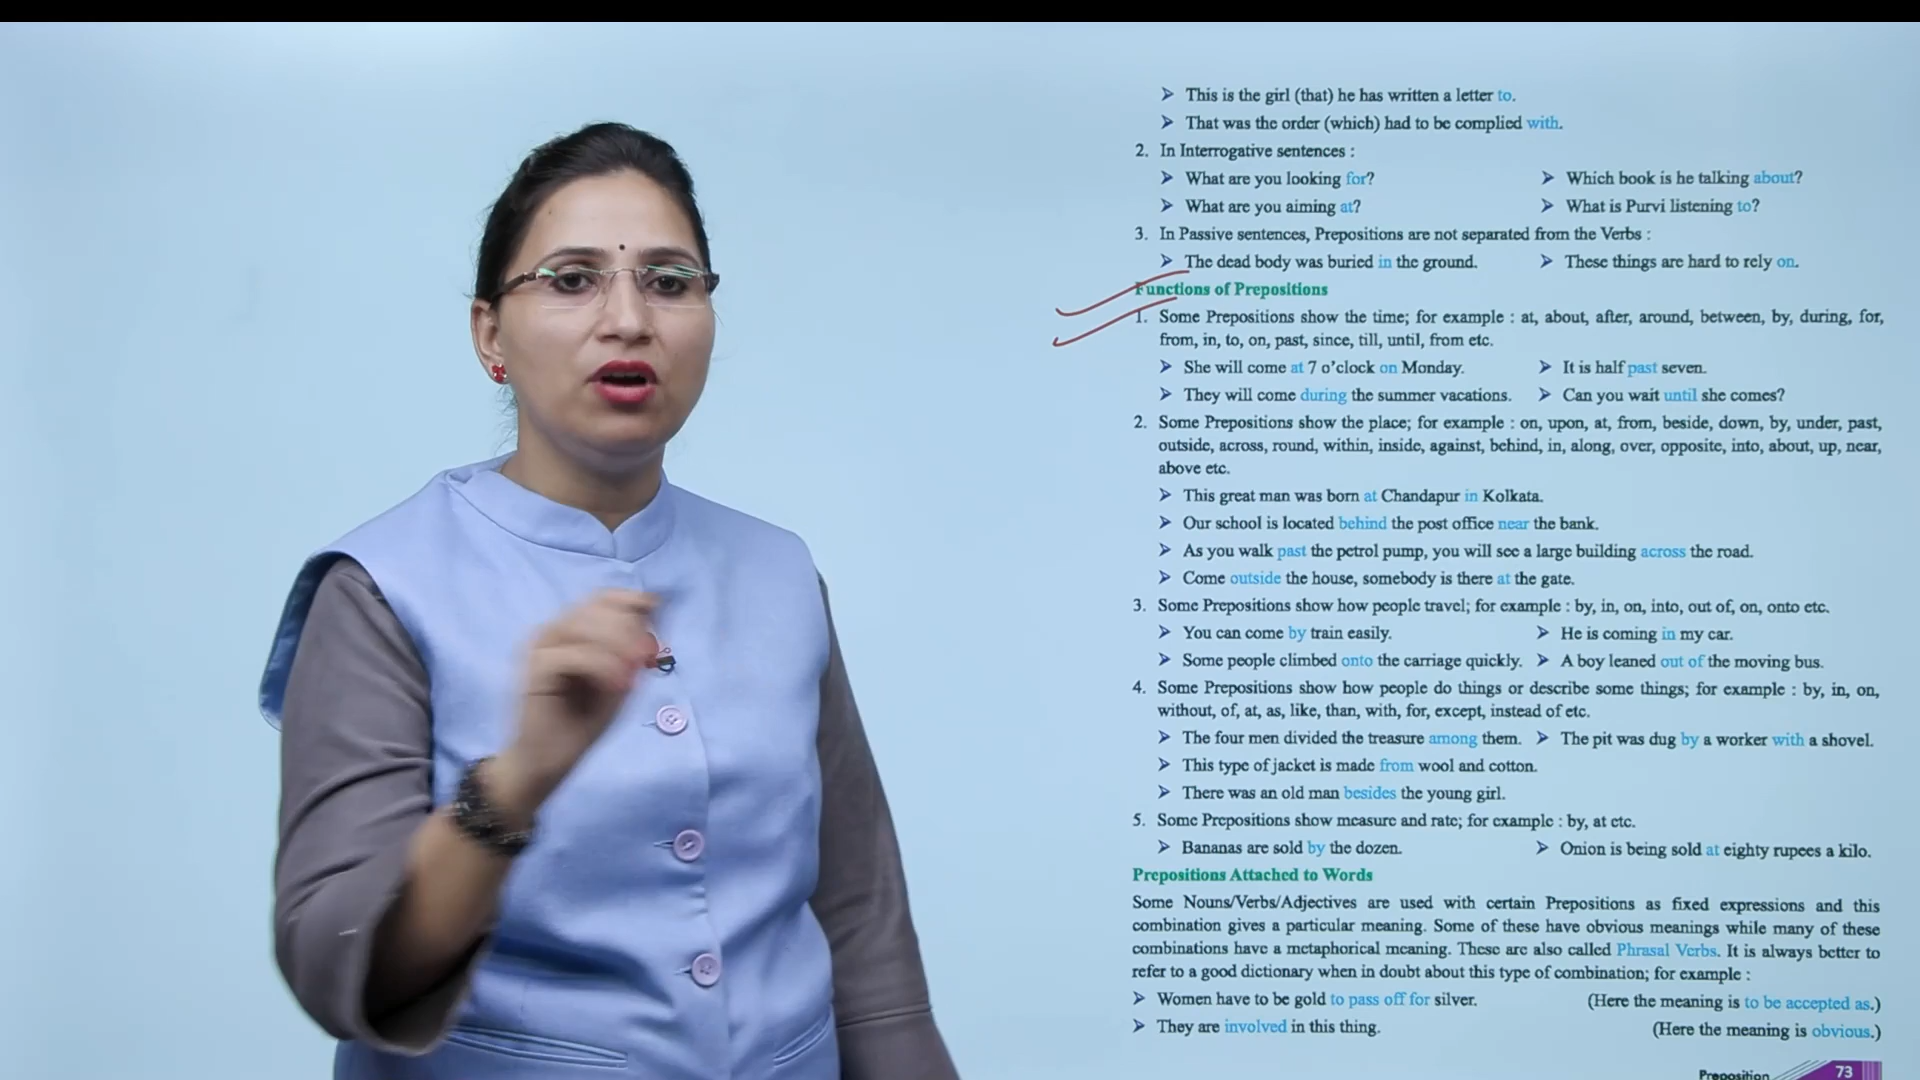 ➢ This is the girl (that) he has written a letter to.
➢ That was the order (which) had to be complied with.
2. In Interrogative sentences :
➢ What are you looking for? ➢ Which book is he talking about?
➢ What are you aiming at? ➢ What is Purvi listening to?
3. In Passive sentences, Prepositions are not separated from the Verbs :
➢ The dead body was buried in the ground. ➢ These things are hard to rely on.
Functions of Prepositions
1. Some Prepositions show the time; for example : at, about, after, around, between, by, during, for,
from, in, to, on, past, since, till, until, from etc.
➢ She will come at 7 o'clock on Monday. ➢ It is half past seven.
➢ They will come during the summer vacations. ➢ Can you wait until she comes?
2. Some Prepositions show the place; for example : on, upon, at, from, beside, down, by, under, past,
outside, across, round, within, inside, against, behind, in, along, over, opposite, into, about, up, near,
above etc.
➢ This great man was born at Chandapur in Kolkata.
➢ Our school is located behind the post office near the bank.
➢ As you walk past the petrol pump, you will see a large building across the road.
➢ Come outside the house, somebody is there at the gate.
3. Some Prepositions show how people travel; for example : by, in, on, into, out of, on, onto etc.
➢ You can come by train easily. ➢ He is coming in my car.
➢ Some people climbed onto the carriage quickly. ➢ A boy leaned out of the moving bus.
4. Some Prepositions show how people do things or describe some things; for example : by, in, on,
without, of, at, as, like, than, with, for, except, instead of etc.
➢ The four men divided the treasure among them. ➢ The pit was dug by a worker with a shovel.
➢ This type of jacket is made from wool and cotton.
➢ There was an old man besides the young girl.
5. Some Prepositions show measure and rate; for example : by, at etc.
➢ Bananas are sold by the dozen. ➢ Onion is being sold at eighty rupees a kilo.
Prepositions Attached to Words
Some Nouns/Verbs/Adjectives are used with certain Prepositions as fixed expressions and this
combination gives a particular meaning. Some of these have obvious meanings while many of these
combinations have a metaphorical meaning. These are also called Phrasal Verbs. It is always better to
refer to a good dictionary when in doubt about this type of combination; for example :
➢ Women have to be gold to pass off for silver. (Here the meaning is to be accepted as.)
➢ They are involved in this thing. (Here the meaning is obvious.)
Preposition 73